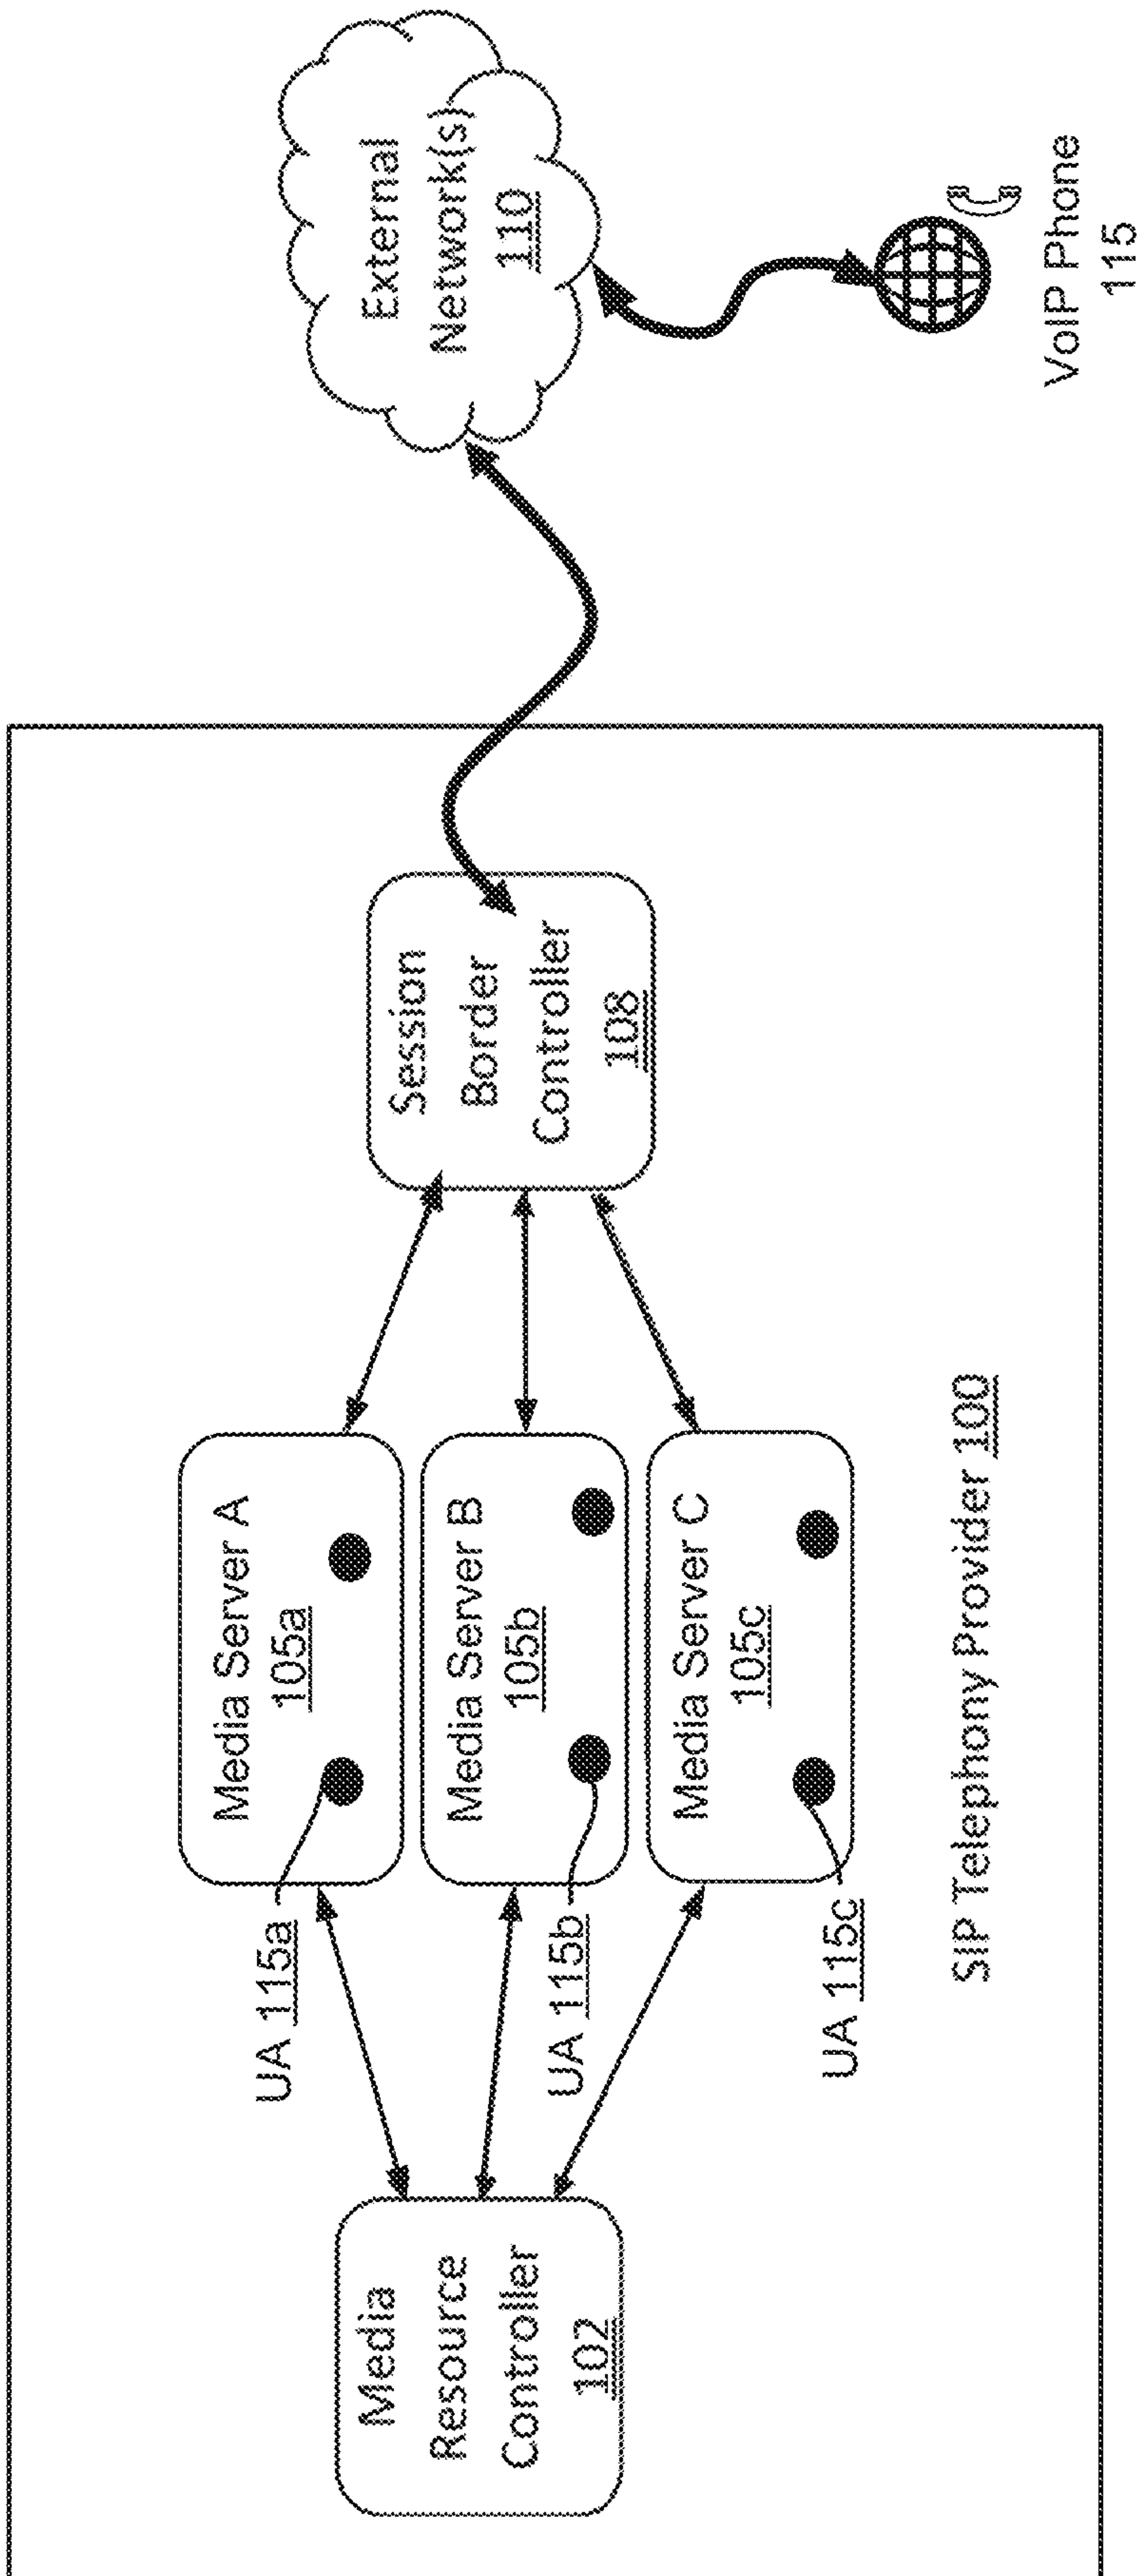 Media
Resource
Controller
102
UA 115a
UA 115b
UA 115c
Media Server A
105a
Media Server B
105b
Media Server C
105c
Session
Border
Controller
108
External
Network(s)
110
VoIP Phone
115
SIP Telephony Provider 100